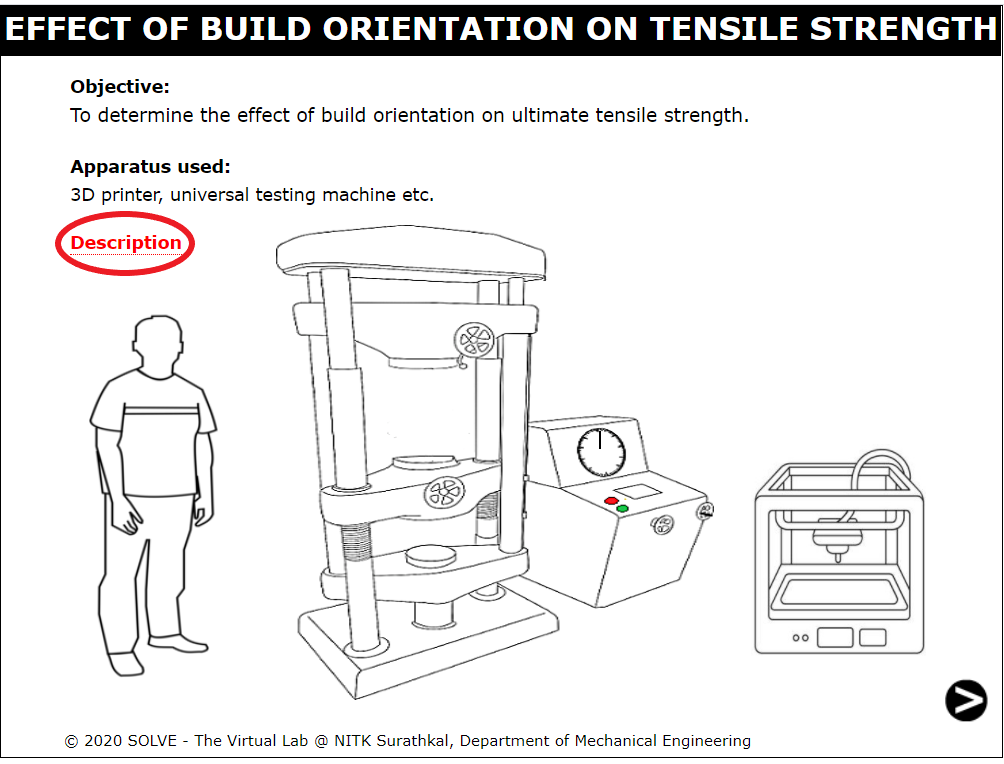 EFFECT OF BUILD ORIENTATION ON TENSILE STRENGTH
Objective:
To determine the effect of build orientation on ultimate tensile strength.
Apparatus used:
3D printer, universal testing machine etc.
Description
© 2020 SOLVE - The Virtual Lab @ NITK Surathkal, Department of Mechanical Engineering